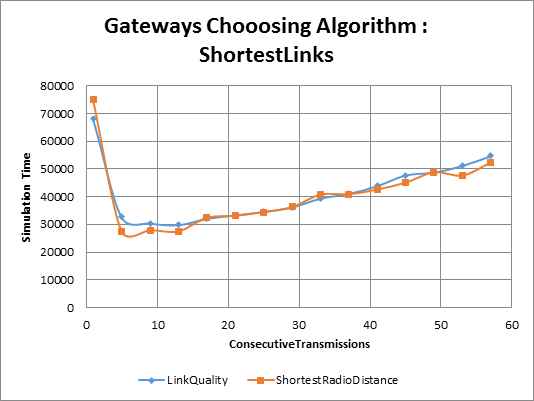 Gateways Chooosing Algorithm :
ShortestLinks
80000
70000
60000
50000
40000
30000
20000
10000
0
Simulation Time
0 10 20 30 40 50 60
ConsecutiveTransmissions
LinkQuality ShortestRadioDistance